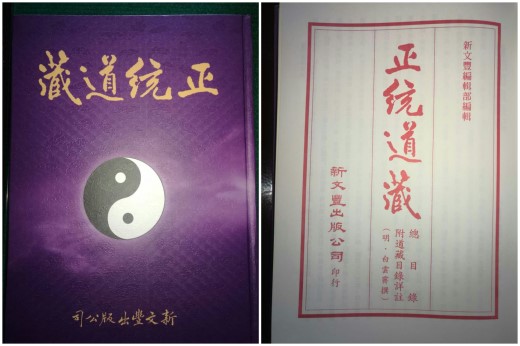 正統道藏
新文豐出版公司
新文豐編輯部編輯
正統道藏
總目錄
附道藏目錄詳註
(明・白雲霽撰)
新文豐出版公司 印行